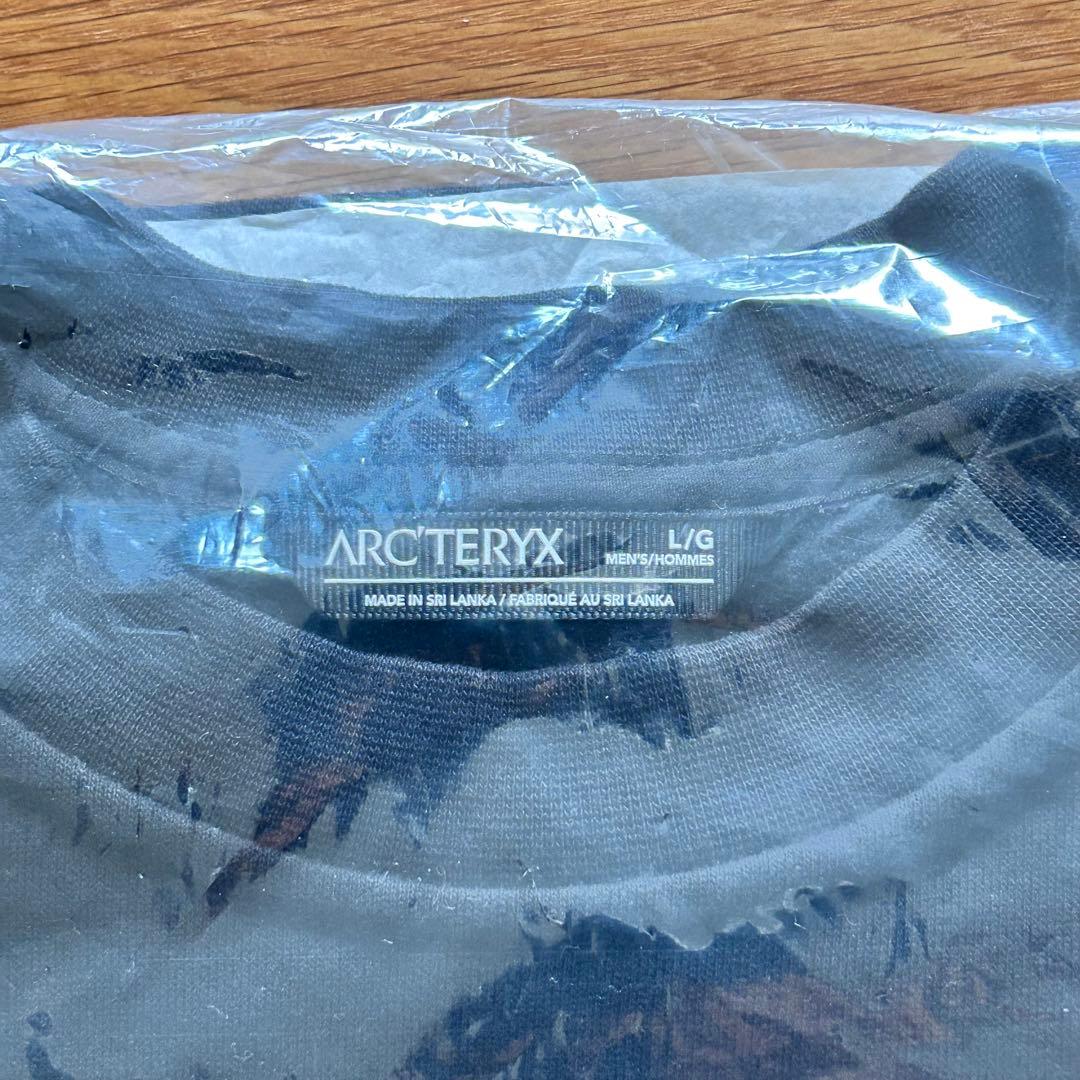 ARC'TERYX L/G
MEN'S/HOMMES
MADE IN SRI LANKA / FABRIQUÉ AU SRI LANKA